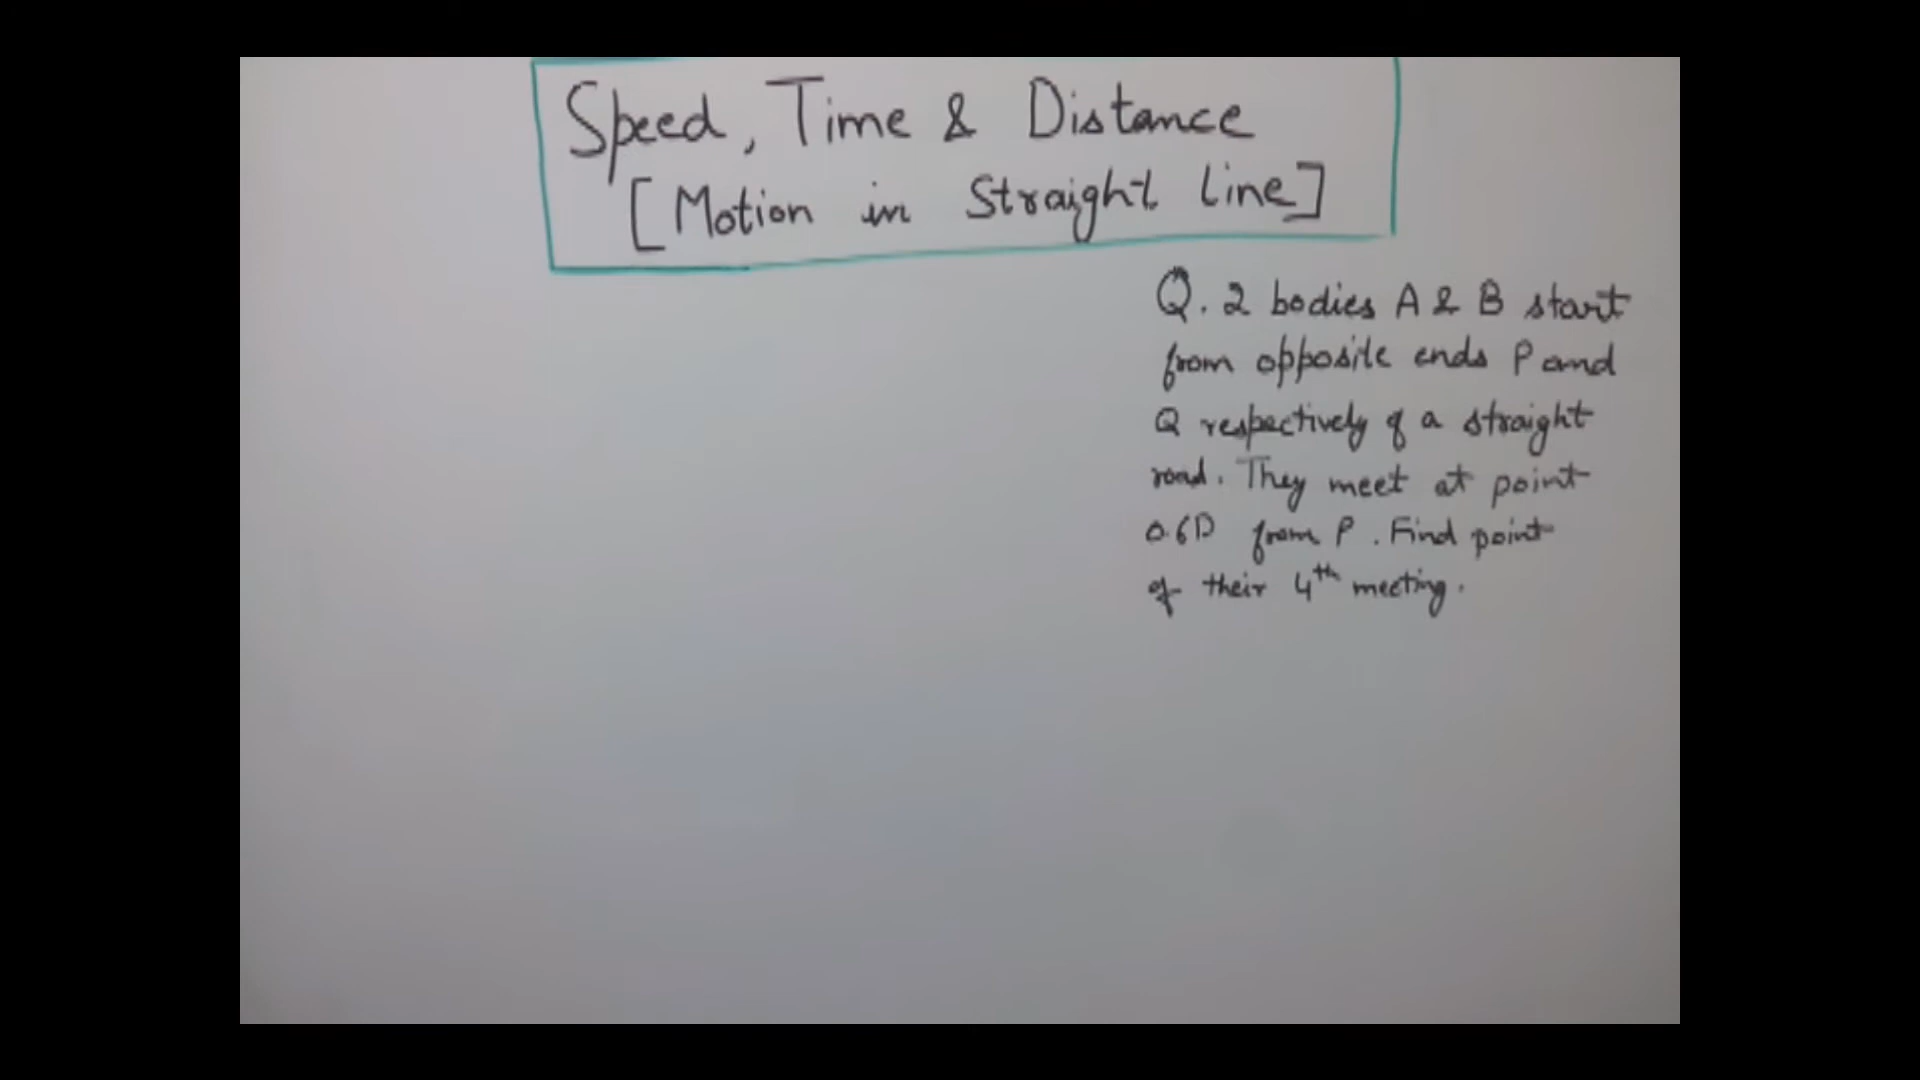 Speed, Time & Distance
[Motion in Straight line]
Q. 2 bodies A & B start
from opposite ends P and
Q respectively of a straight
road. They meet at point
0.6D from P. Find point
of their 4th meeting.